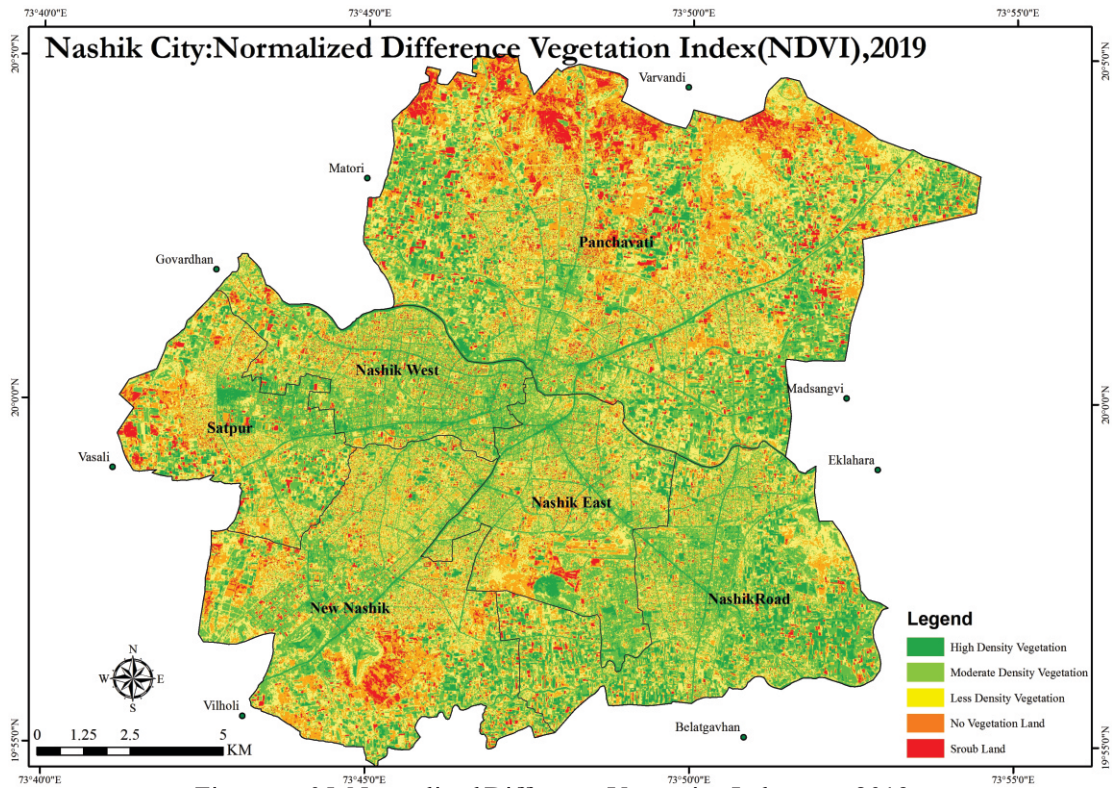 73°40'0"E 73°45'0"E 73°50'0"E 73°55'0"E
Nashik City:Normalized Difference Vegetation Index(NDVI),2019
20°5'0"N
20°5'0"N
Varvandi
Matori
Panchavati
Govardhan
Nashik West
Madsangvi
20°0'0"N
20°0'0"N
Satpur
Vasali
Eklahara
Nashik East
New Nashik
NashikRoad
Legend
High Density Vegetation
Moderate Density Vegetation
Less Density Vegetation
No Vegetation Land
Sroub Land
N
W E
S
Vilholi
Belatgavhan
0 1.25 2.5 5
KM
19°55'0"N
19°55'0"N
73°40'0"E 73°45'0"E 73°50'0"E 73°55'0"E